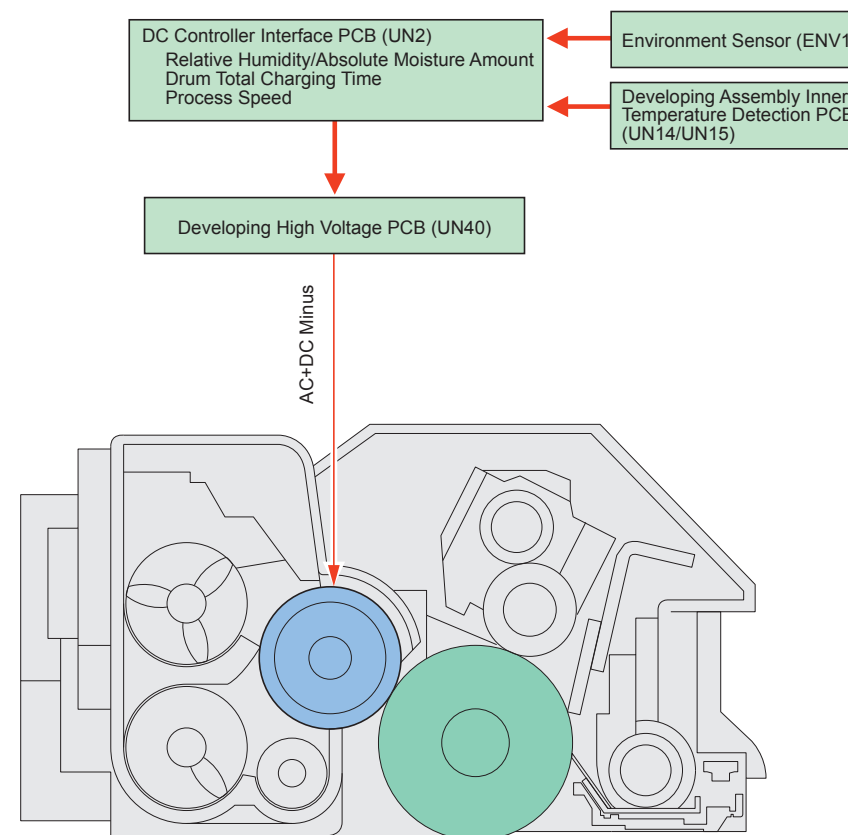 DC Controller Interface PCB (UN2)
Relative Humidity/Absolute Moisture Amount
Drum Total Charging Time
Process Speed
Environment Sensor (ENV1
Developing Assembly Inner
Temperature Detection PCB
(UN14/UN15)
Developing High Voltage PCB (UN40)
AC+DC Minus